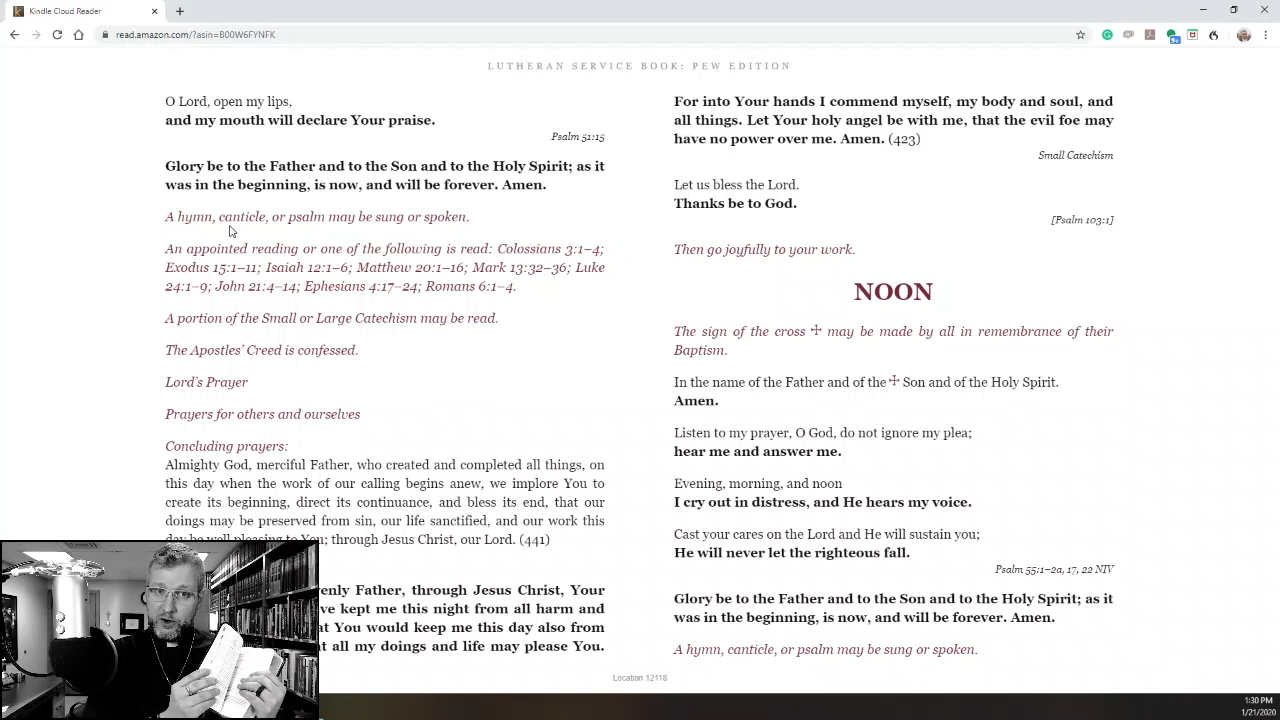 Kindle Cloud Reader
read.amazon.com/?asin=B00W6FYNFK
LUTHERAN SERVICE BOOK: PEW EDITION
O Lord, open my lips,
and my mouth will declare Your praise.
Psalm 51:15
Glory be to the Father and to the Son and to the Holy Spirit; as it
was in the beginning, is now, and will be forever. Amen.
A hymn, canticle, or psalm may be sung or spoken.
An appointed reading or one of the following is read: Colossians 3:1–4;
Exodus 15:1–11; Isaiah 12:1–6; Matthew 20:1–16; Mark 13:32–36; Luke
24:1–9; John 21:4–14; Ephesians 4:17–24; Romans 6:1–4.
A portion of the Small or Large Catechism may be read.
The Apostles' Creed is confessed.
Lord's Prayer
Prayers for others and ourselves
Concluding prayers:
Almighty God, merciful Father, who created and completed all things, on
this day when the work of our calling begins anew, we implore You to
create its beginning, direct its continuance, and bless its end, that our
doings may be preserved from sin, our life sanctified, and our work this
day be well pleasing to You; through Jesus Christ, our Lord. (441)
enly Father, through Jesus Christ, Your
ve kept me this night from all harm and
at You would keep me this day also from
at all my doings and life may please You.
For into Your hands I commend myself, my body and soul, and
all things. Let Your holy angel be with me, that the evil foe may
have no power over me. Amen. (423)
Small Catechism
Let us bless the Lord.
Thanks be to God.
[Psalm 103:1]
Then go joyfully to your work.
NOON
The sign of the cross ☩ may be made by all in remembrance of their
Baptism.
In the name of the Father and of the ☩ Son and of the Holy Spirit.
Amen.
Listen to my prayer, O God, do not ignore my plea;
hear me and answer me.
Evening, morning, and noon
I cry out in distress, and He hears my voice.
Cast your cares on the Lord and He will sustain you;
He will never let the righteous fall.
Psalm 55:1–2a, 17, 22 NIV
Glory be to the Father and to the Son and to the Holy Spirit; as it
was in the beginning, is now, and will be forever. Amen.
A hymn, canticle, or psalm may be sung or spoken.
Location 12118
1:30 PM
1/21/2020